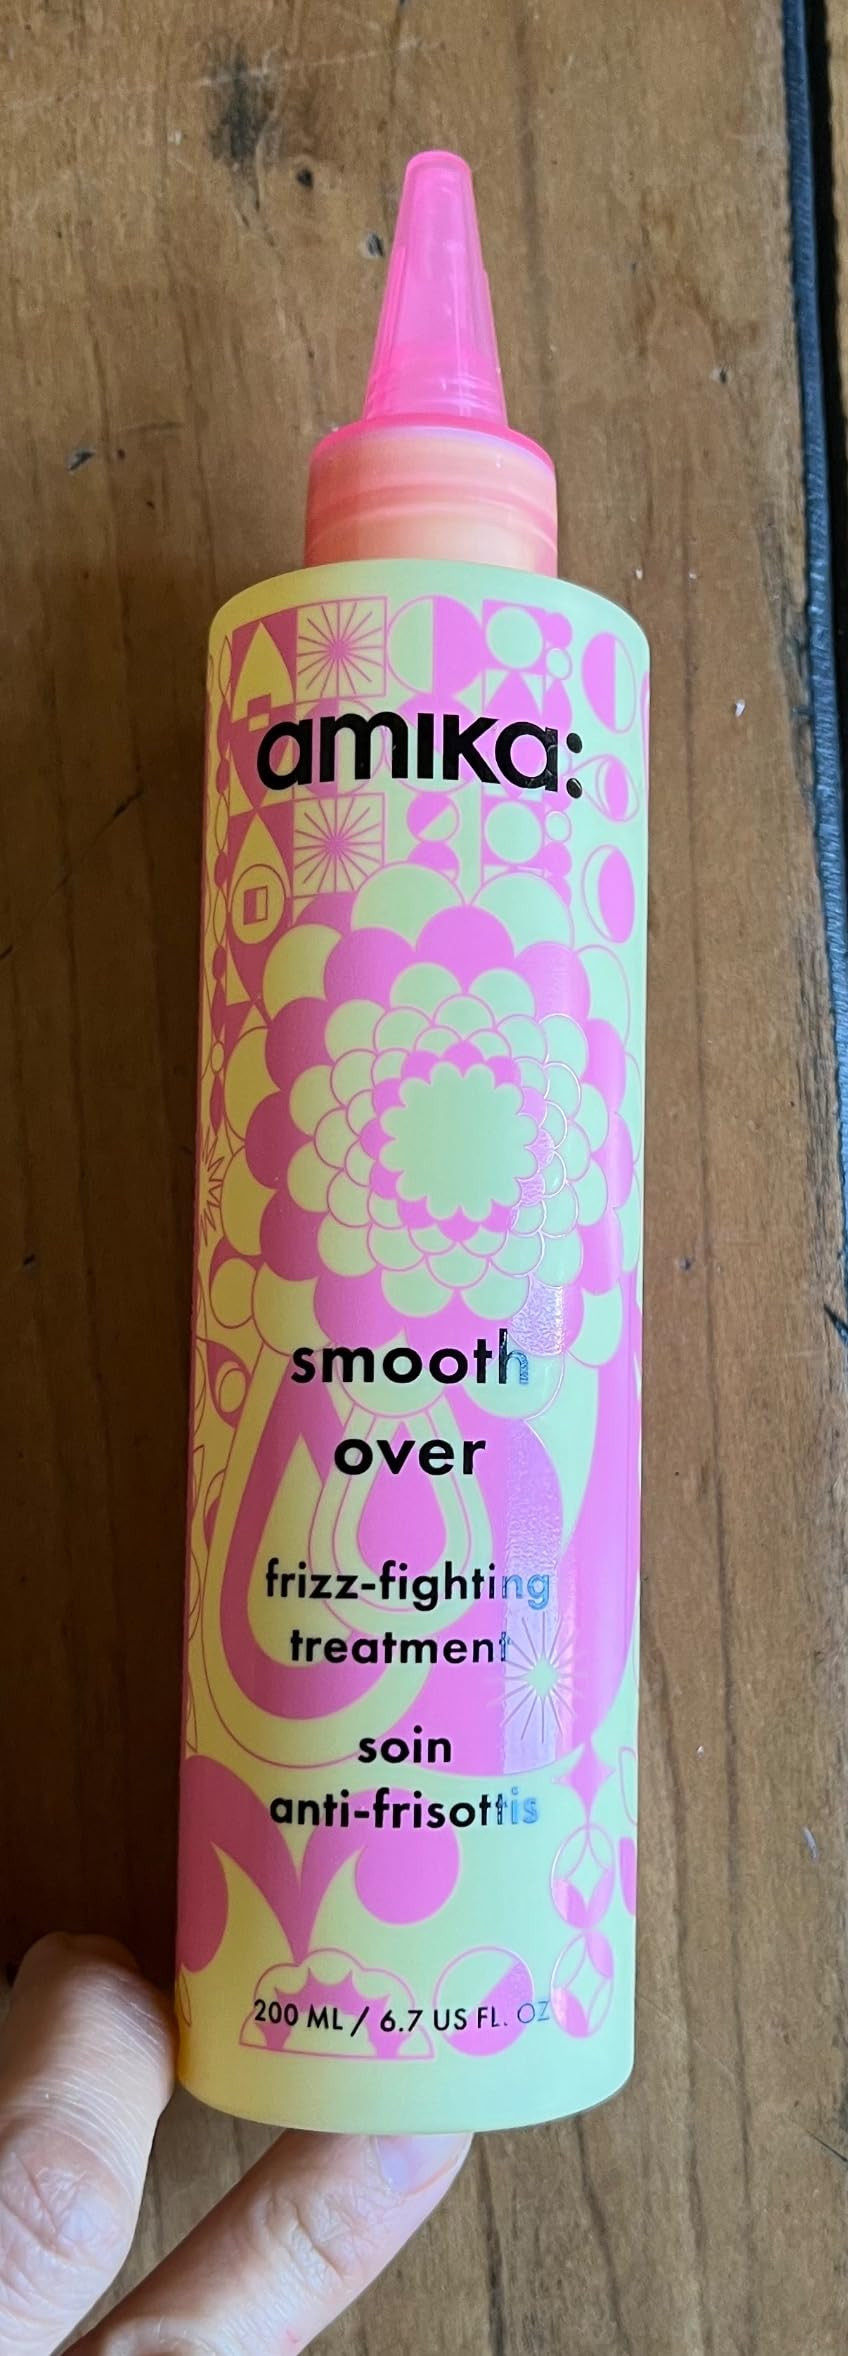 amika:
smooth
over
frizz-fighting
treatment
soin
anti-frisottis
200 ML / 6.7 US FL. OZ